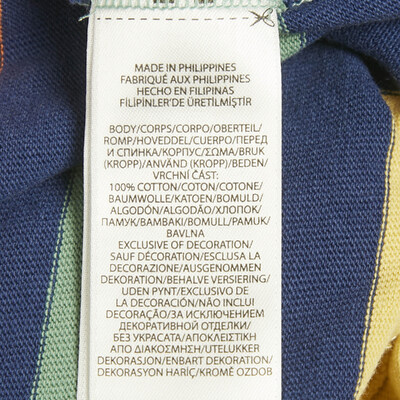 MADE IN PHILIPPINES
FABRIQUÉ AUX PHILIPPINES
HECHO EN FILIPINAS
FİLİPİNLER'DE ÜRETİLMİŞTİR
BODY/CORPS/CORPO/OBERTEIL/
ROMP/HOVEDDEL/CUERPO/ПЕРЕД
И СПИНКА/КОРПУС/ΣΩΜΑ/BRUK
(KROPP)/ANVÄND (KROPP)/BEDEN/
VRCHNÍ ČÁST:
100% COTTON/COTON/COTONE/
BAUMWOLLE/KATOEN/BOMULD/
ALGODÓN/ALGODÃO/ХЛОПОК/
ПАМУК/ΒΑΜΒΑΚΙ/BOMULL/PAMUK/
BAVLNA
EXCLUSIVE OF DECORATION/
SAUF DÉCORATION/ESCLUSA LA
DECORAZIONE/AUSGENOMMEN
DEKORATION/BEHALVE VERSIERING/
UDEN PYNT/EXCLUSIVO DE
LA DECORACIÓN/NÃO INCLUI
DECORAÇÃO/ЗА ИСКЛЮЧЕНИЕМ
ДЕКОРАТИВНОЙ ОТДЕЛКИ/
БЕЗ УКРАСАТА/ΑΠΟΚΛΕΙΣΤΙΚΗ
ΑΠΟ ΔΙΑΚΟΣΜΗΣΗ/UTELUKKER
DEKORASJON/ENBART DEKORATION/
DEKORASYON HARİÇ/KROMĚ OZDOB